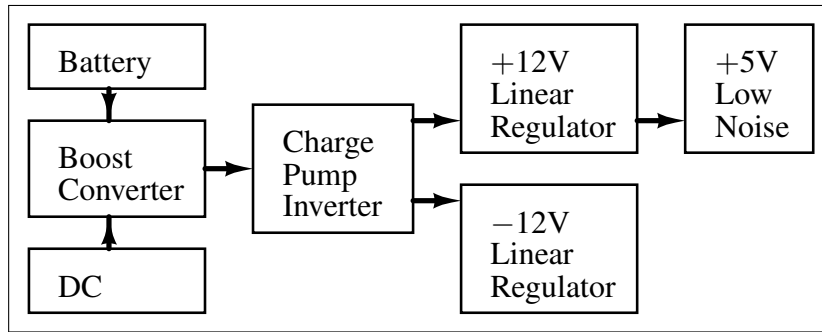 Battery
Boost
Converter
DC
Charge
Pump
Inverter
+12V
Linear
Regulator
−12V
Linear
Regulator
+5V
Low
Noise